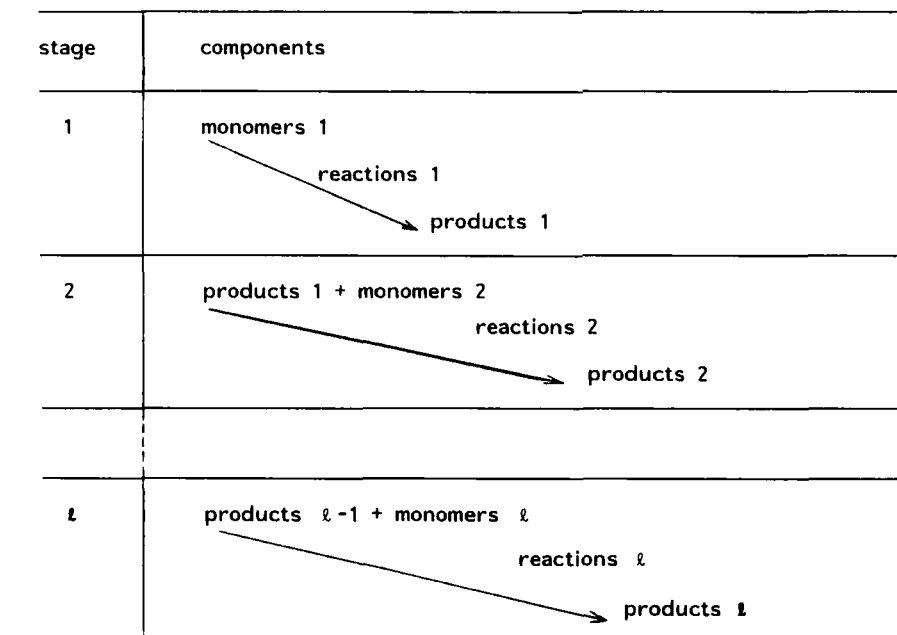 stage components
1 monomers 1
reactions 1
products 1
2 products 1 + monomers 2
reactions 2
products 2
ℓ products ℓ-1 + monomers ℓ
reactions ℓ
products ℓ